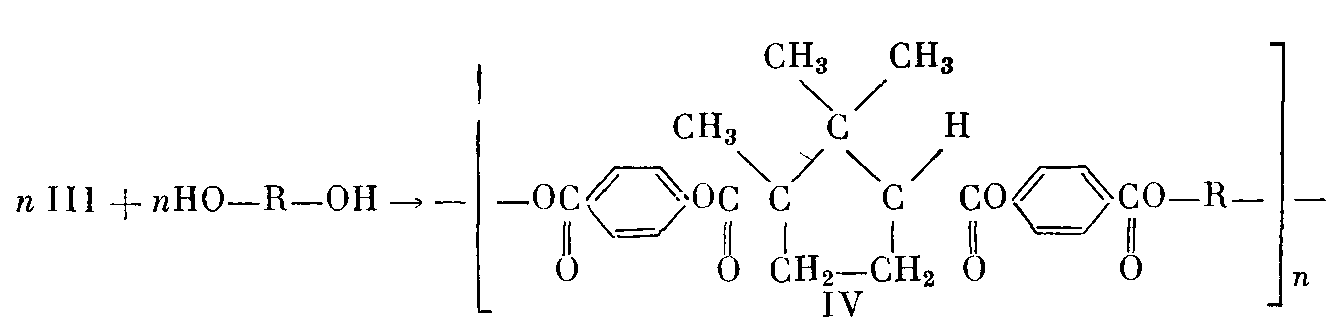 CH₃ CH₃
CH₃ C H
n III + nHO—R—OH → — —OC OC C C CO CO—R— —
O O CH₂—CH₂ O O n
IV